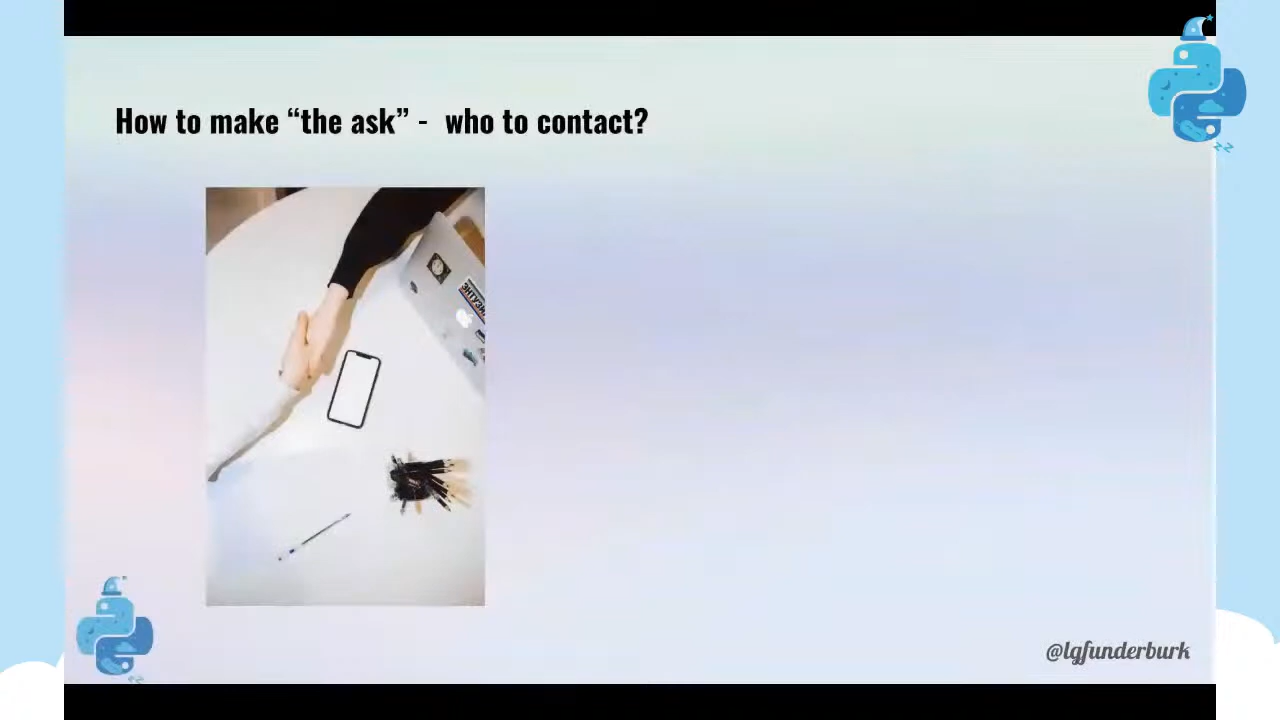 How to make “the ask” - who to contact?
@lgfunderburk